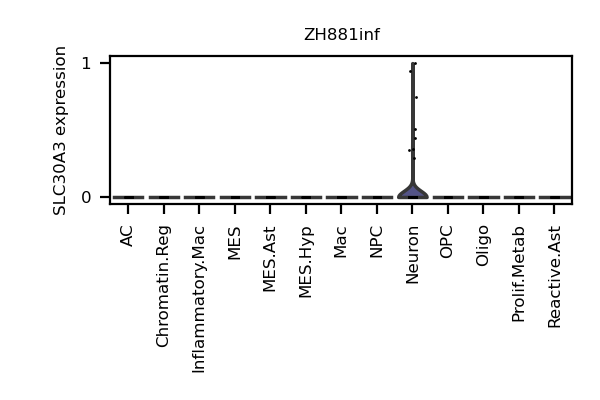 ZH881inf
SLC30A3 expression
1
0
AC
Chromatin.Reg
Inflammatory.Mac
MES
MES.Ast
MES.Hyp
Mac
NPC
Neuron
OPC
Oligo
Prolif.Metab
Reactive.Ast